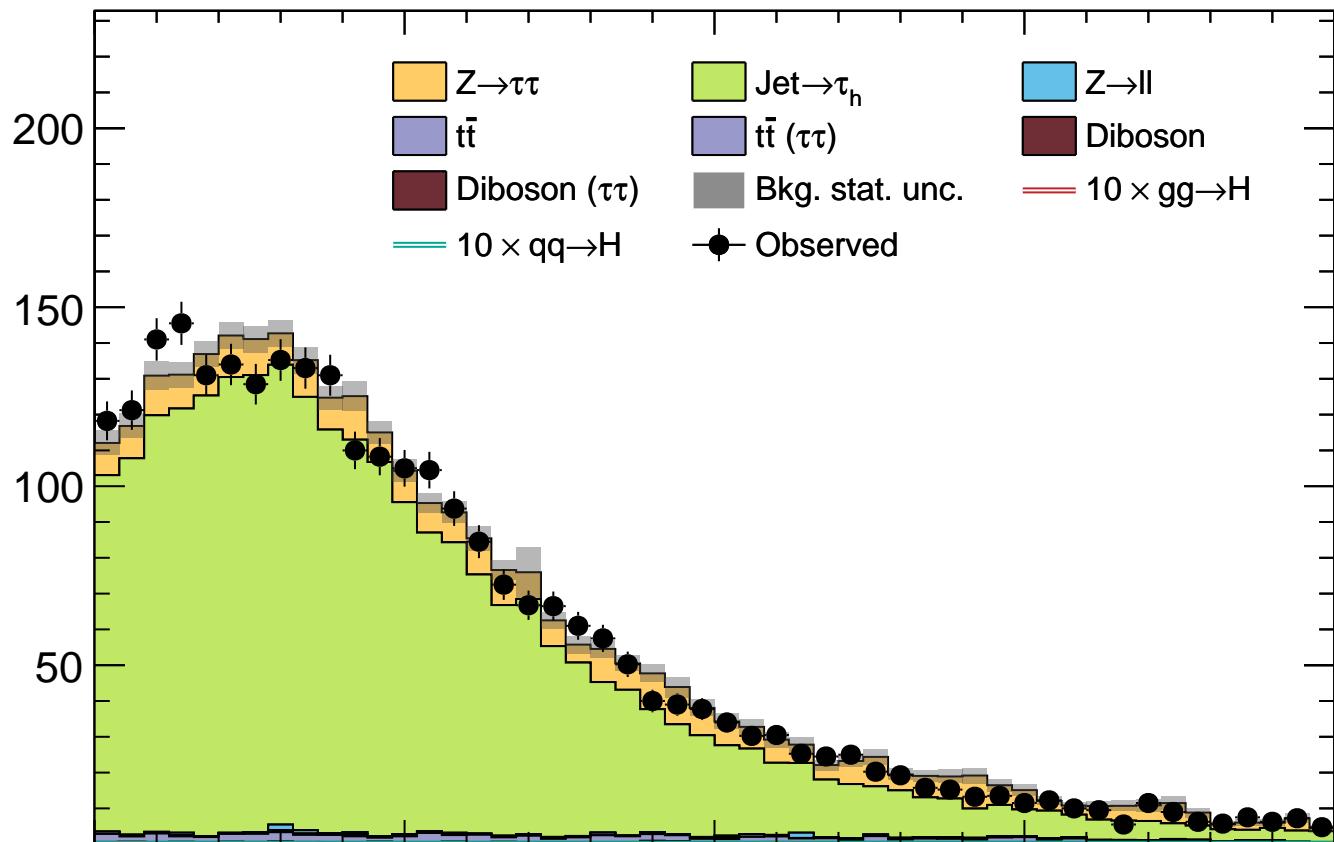 Z→ττ Jet→τₕ Z→ll
tt̄ tt̄ (ττ) Diboson
Diboson (ττ) Bkg. stat. unc. 10 × gg→H
10 × qq→H Observed
200
150
100
50